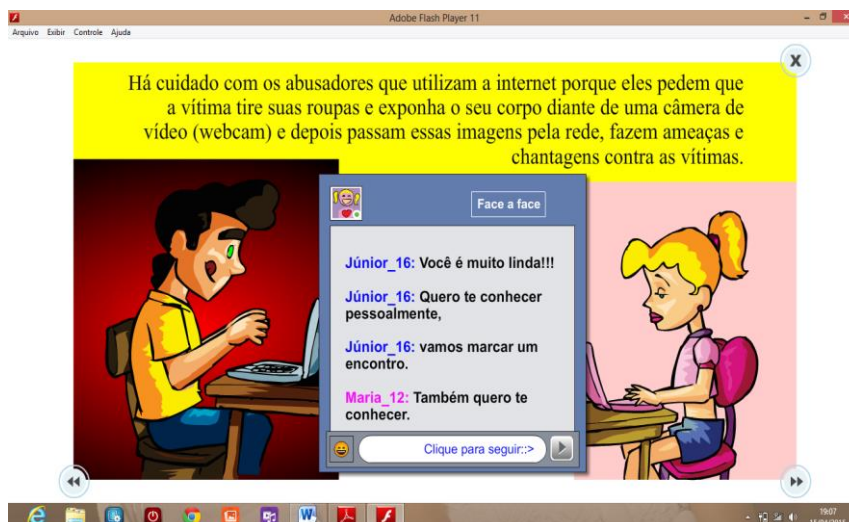 Adobe Flash Player 11
Arquivo Exibir Controle Ajuda
X
Há cuidado com os abusadores que utilizam a internet porque eles pedem que
a vítima tire suas roupas e exponha o seu corpo diante de uma câmera de
vídeo (webcam) e depois passam essas imagens pela rede, fazem ameaças e
chantagens contra as vítimas.
Face a face
Júnior_16: Você é muito linda!!!
Júnior_16: Quero te conhecer
pessoalmente,
Júnior_16: vamos marcar um
encontro.
Maria_12: Também quero te
conhecer.
Clique para seguir::>
19:07